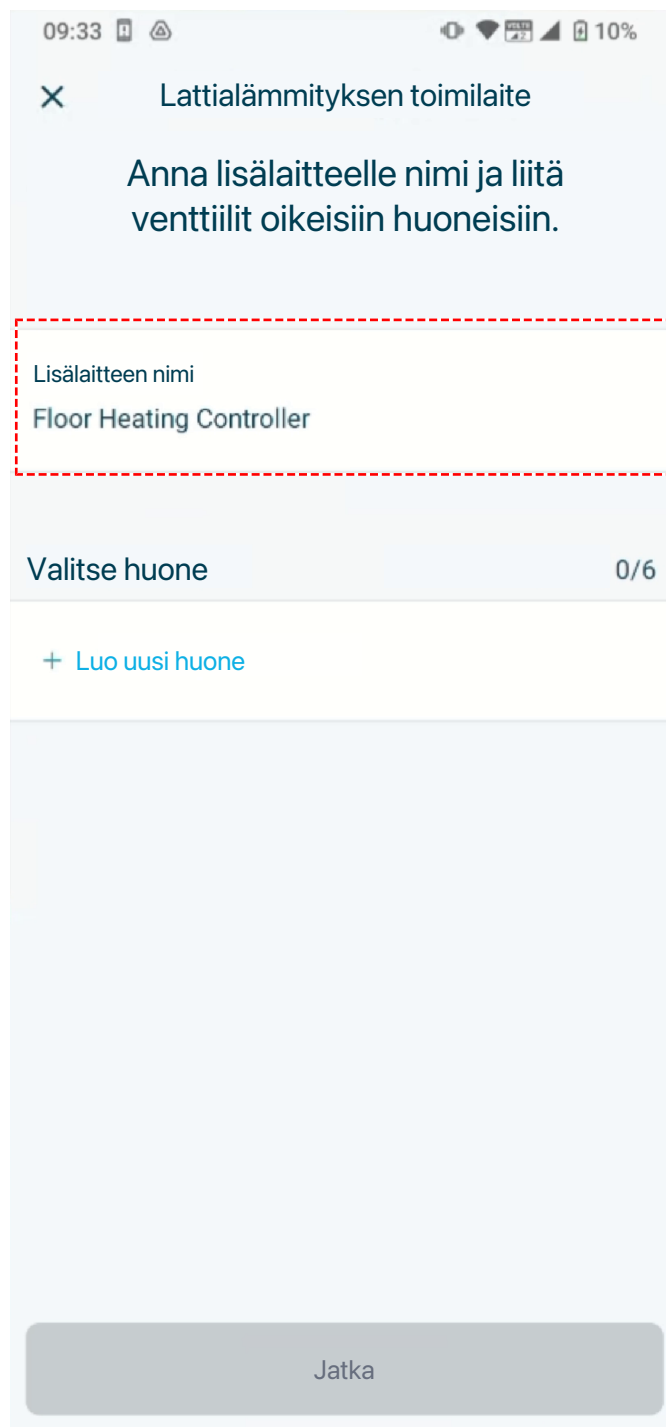 09:33 10%
Lattialämmityksen toimilaite
Anna lisälaitteelle nimi ja liitä
venttiilit oikeisiin huoneisiin.
Lisälaitteen nimi
Floor Heating Controller
Valitse huone 0/6
+ Luo uusi huone
Jatka